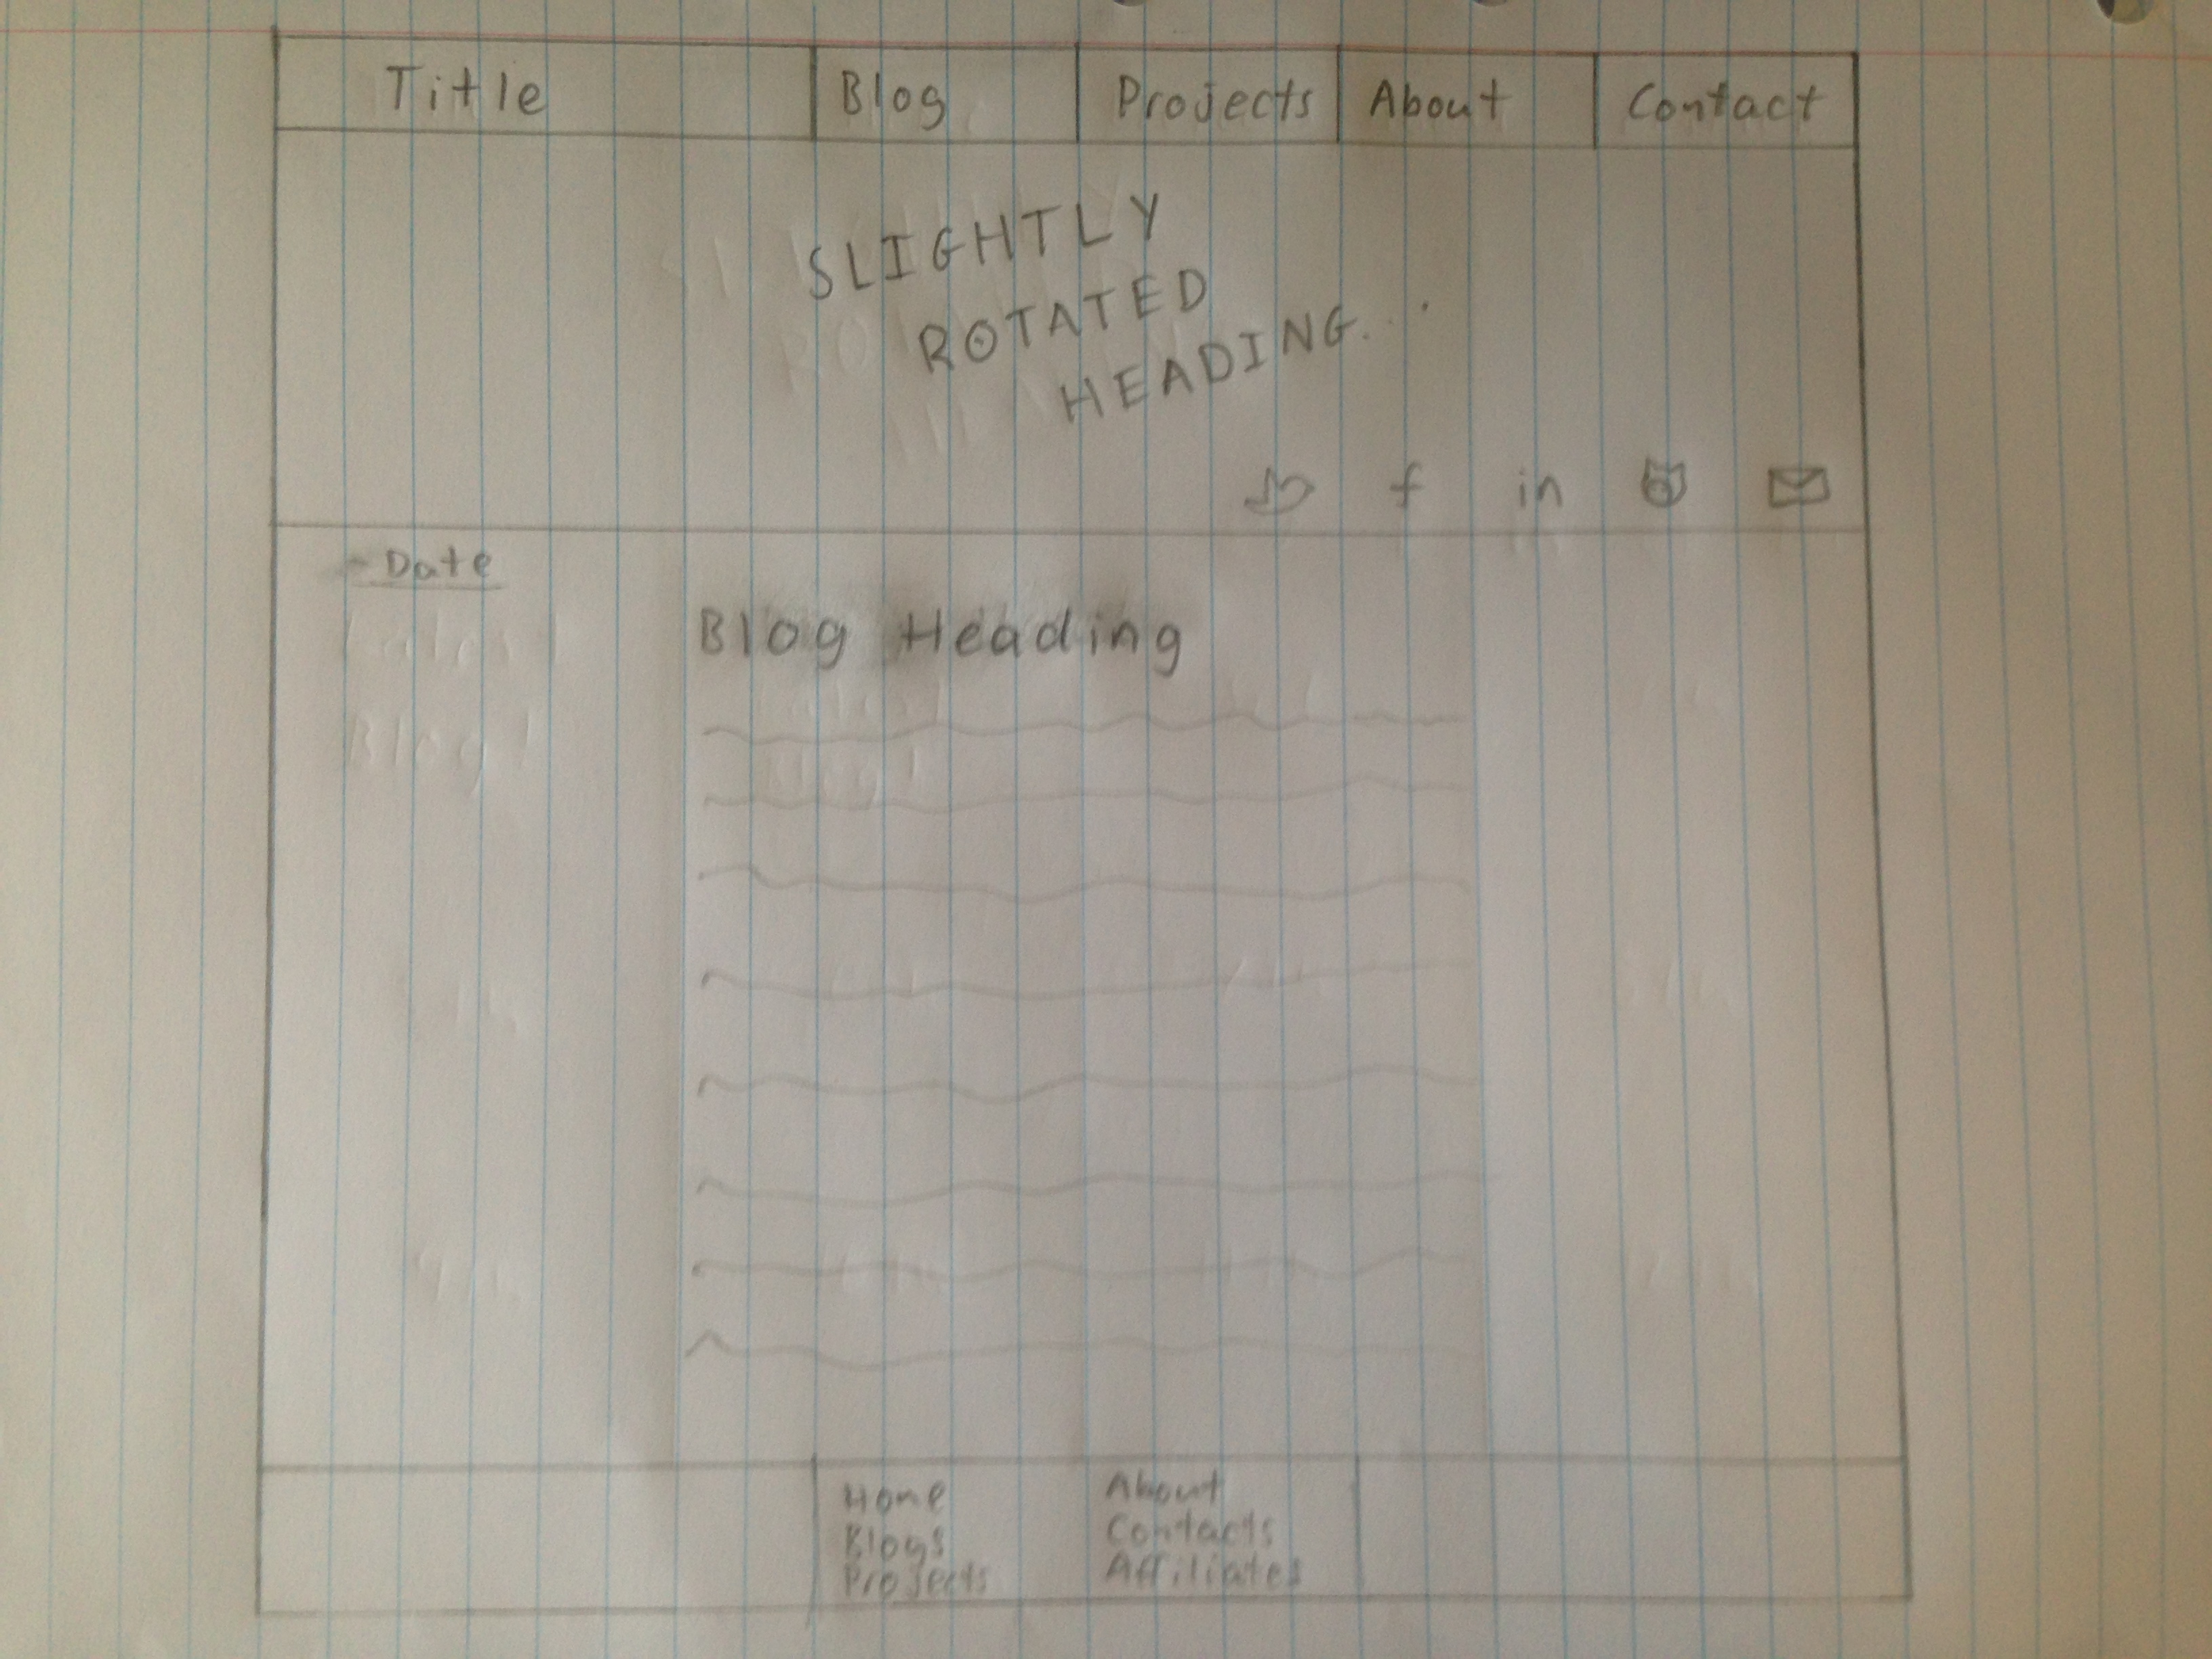 Title Blog Projects About Contact
SLIGHTLY
ROTATED
HEADING...
f in
Date
Blog Heading
Home About
Blogs Contacts
Projects Affiliates